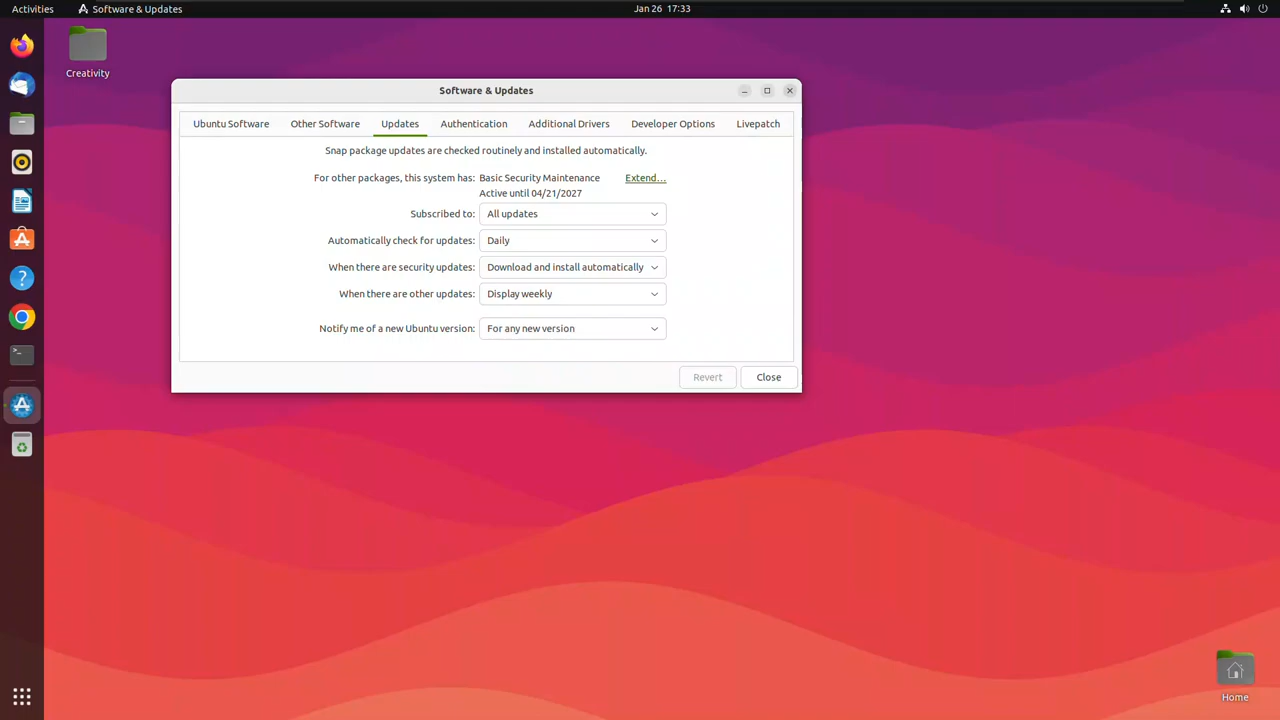 Activities
Software & Updates
Jan 26 17:33
Creativity
Software & Updates
Ubuntu Software
Other Software
Updates
Authentication
Additional Drivers
Developer Options
Livepatch
Snap package updates are checked routinely and installed automatically.
For other packages, this system has:
Basic Security Maintenance
Extend…
Active until 04/21/2027
Subscribed to:
All updates
Automatically check for updates:
Daily
When there are security updates:
Download and install automatically
When there are other updates:
Display weekly
Notify me of a new Ubuntu version:
For any new version
Revert
Close
Home